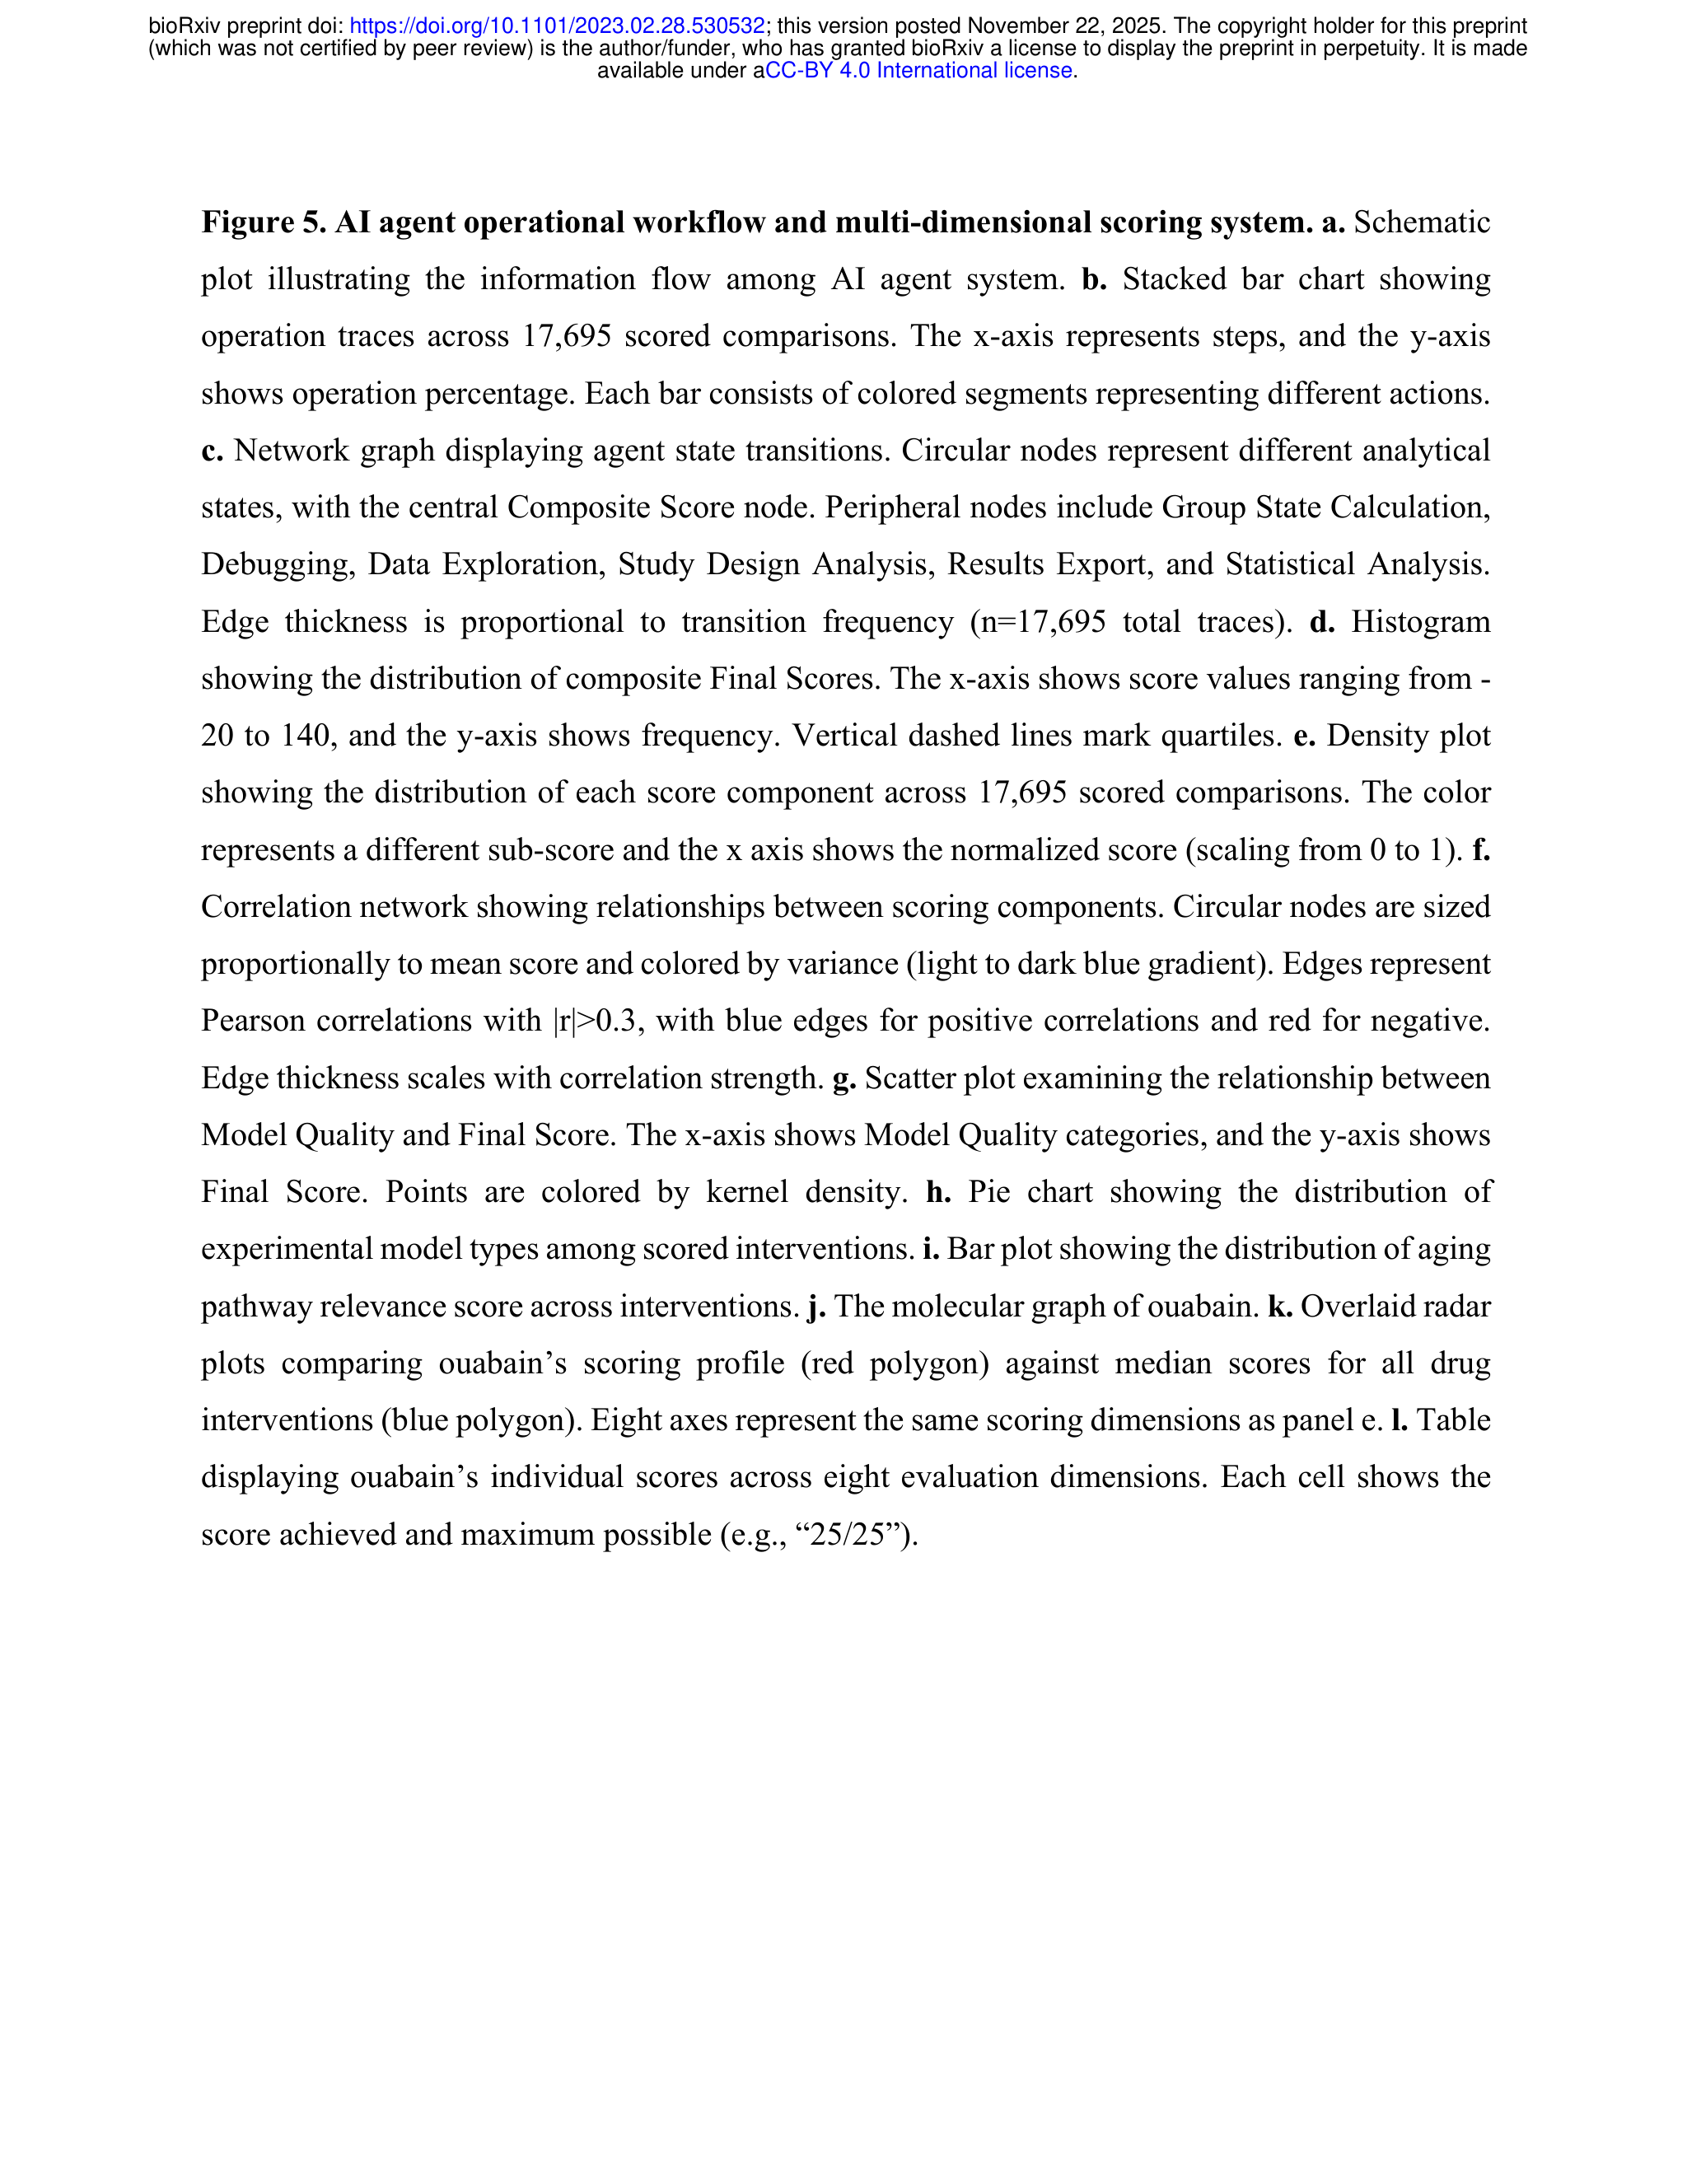 bioRxiv preprint doi: https://doi.org/10.1101/2023.02.28.530532; this version posted November 22, 2025. The copyright holder for this preprint
(which was not certified by peer review) is the author/funder, who has granted bioRxiv a license to display the preprint in perpetuity. It is made
available under aCC-BY 4.0 International license.
Figure 5. AI agent operational workflow and multi-dimensional scoring system. a. Schematic
plot illustrating the information flow among AI agent system. b. Stacked bar chart showing
operation traces across 17,695 scored comparisons. The x-axis represents steps, and the y-axis
shows operation percentage. Each bar consists of colored segments representing different actions.
c. Network graph displaying agent state transitions. Circular nodes represent different analytical
states, with the central Composite Score node. Peripheral nodes include Group State Calculation,
Debugging, Data Exploration, Study Design Analysis, Results Export, and Statistical Analysis.
Edge thickness is proportional to transition frequency (n=17,695 total traces). d. Histogram
showing the distribution of composite Final Scores. The x-axis shows score values ranging from -
20 to 140, and the y-axis shows frequency. Vertical dashed lines mark quartiles. e. Density plot
showing the distribution of each score component across 17,695 scored comparisons. The color
represents a different sub-score and the x axis shows the normalized score (scaling from 0 to 1). f.
Correlation network showing relationships between scoring components. Circular nodes are sized
proportionally to mean score and colored by variance (light to dark blue gradient). Edges represent
Pearson correlations with |r|>0.3, with blue edges for positive correlations and red for negative.
Edge thickness scales with correlation strength. g. Scatter plot examining the relationship between
Model Quality and Final Score. The x-axis shows Model Quality categories, and the y-axis shows
Final Score. Points are colored by kernel density. h. Pie chart showing the distribution of
experimental model types among scored interventions. i. Bar plot showing the distribution of aging
pathway relevance score across interventions. j. The molecular graph of ouabain. k. Overlaid radar
plots comparing ouabain’s scoring profile (red polygon) against median scores for all drug
interventions (blue polygon). Eight axes represent the same scoring dimensions as panel e. l. Table
displaying ouabain’s individual scores across eight evaluation dimensions. Each cell shows the
score achieved and maximum possible (e.g., “25/25”).